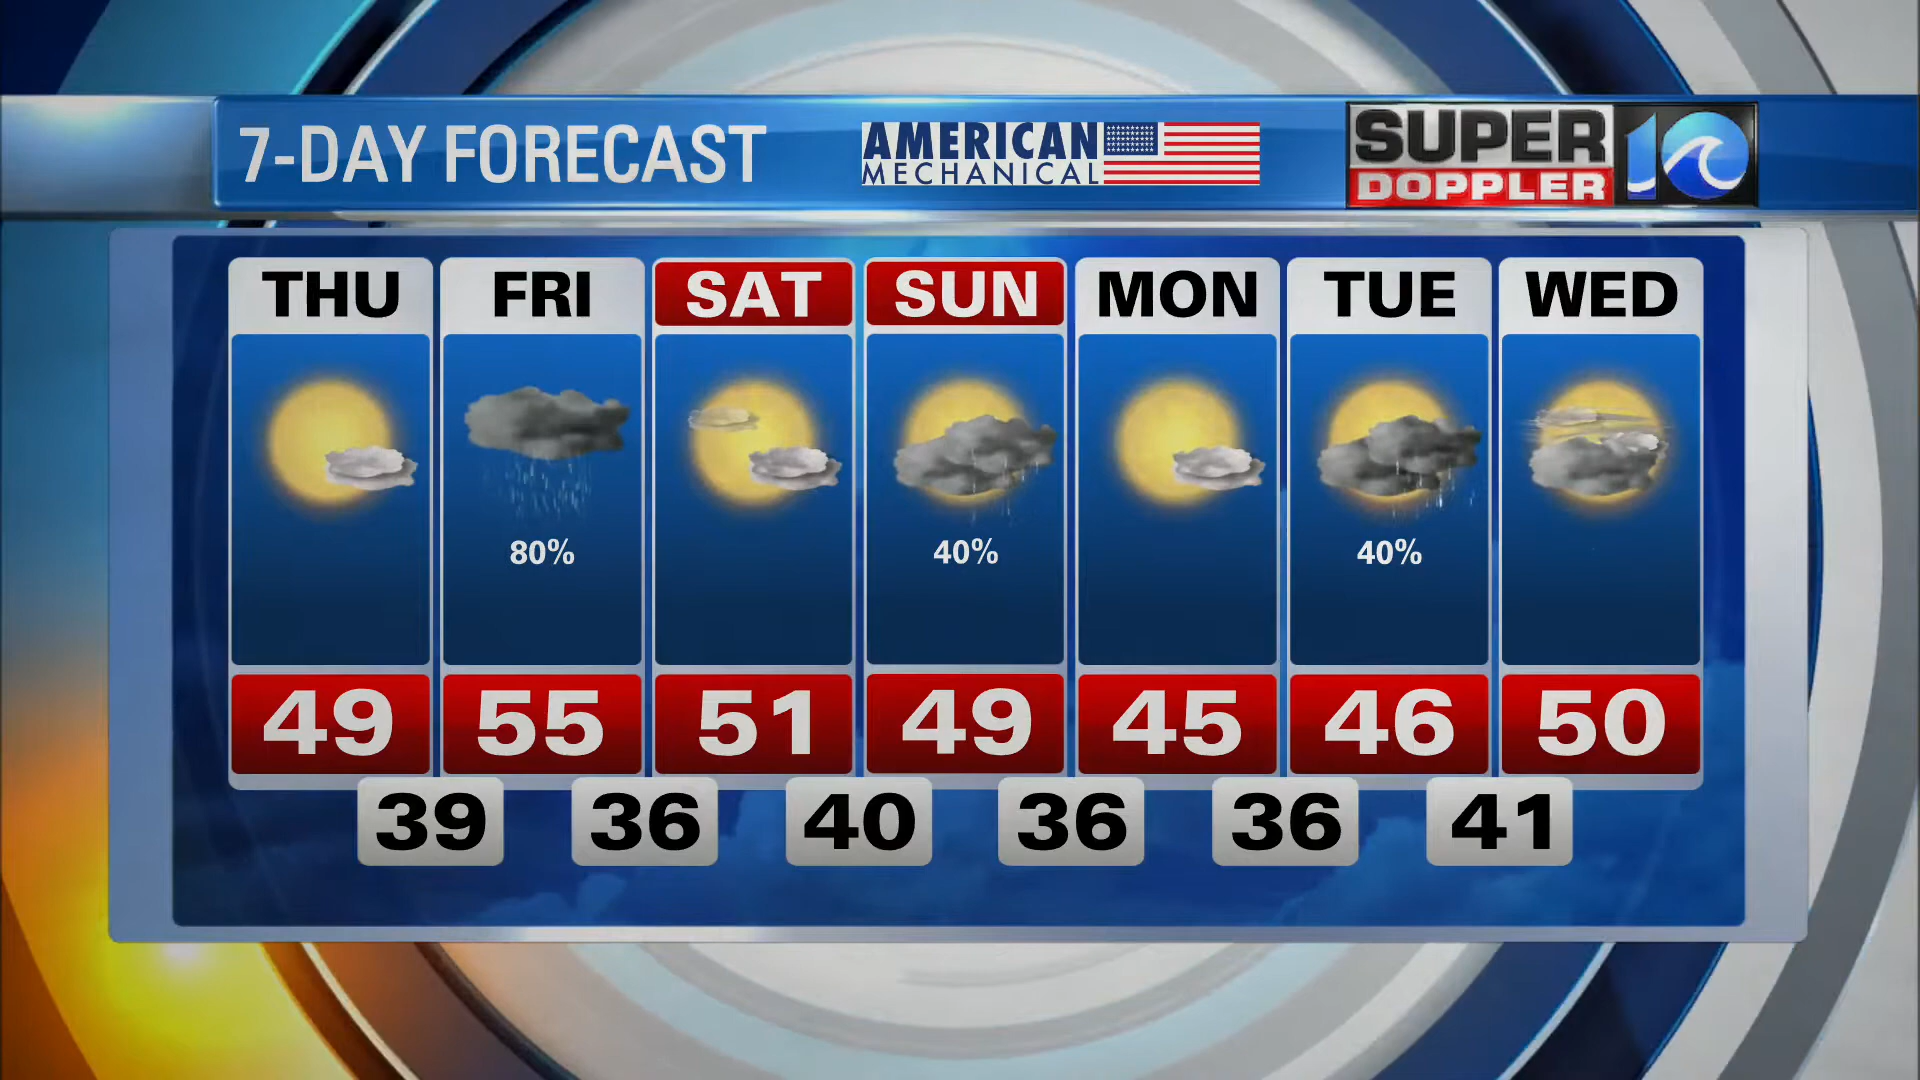 7-DAY FORECAST
AMERICAN
MECHANICAL
SUPER
DOPPLER
10
THU FRI SAT SUN MON TUE WED
80% 40% 40%
49 55 51 49 45 46 50
39 36 40 36 36 41